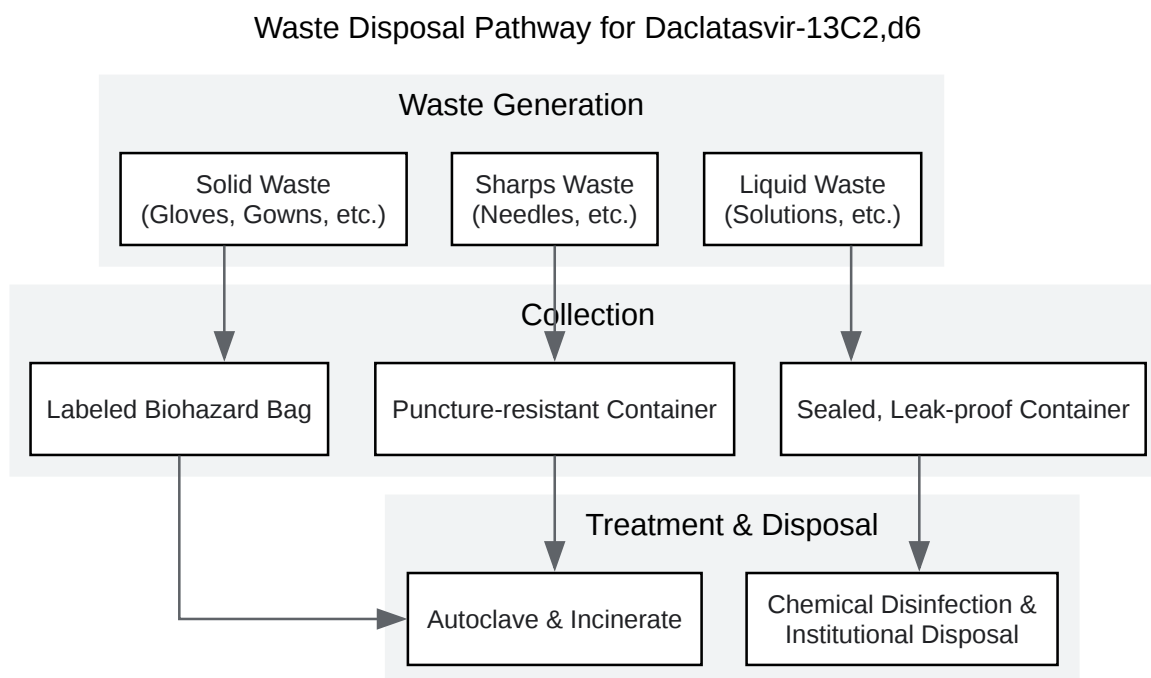 Waste Disposal Pathway for Daclatasvir-13C2,d6
Waste Generation
Solid Waste
(Gloves, Gowns, etc.)
Sharps Waste
(Needles, etc.)
Liquid Waste
(Solutions, etc.)
Collection
Labeled Biohazard Bag
Puncture-resistant Container
Sealed, Leak-proof Container
Treatment & Disposal
Autoclave & Incinerate
Chemical Disinfection &
Institutional Disposal